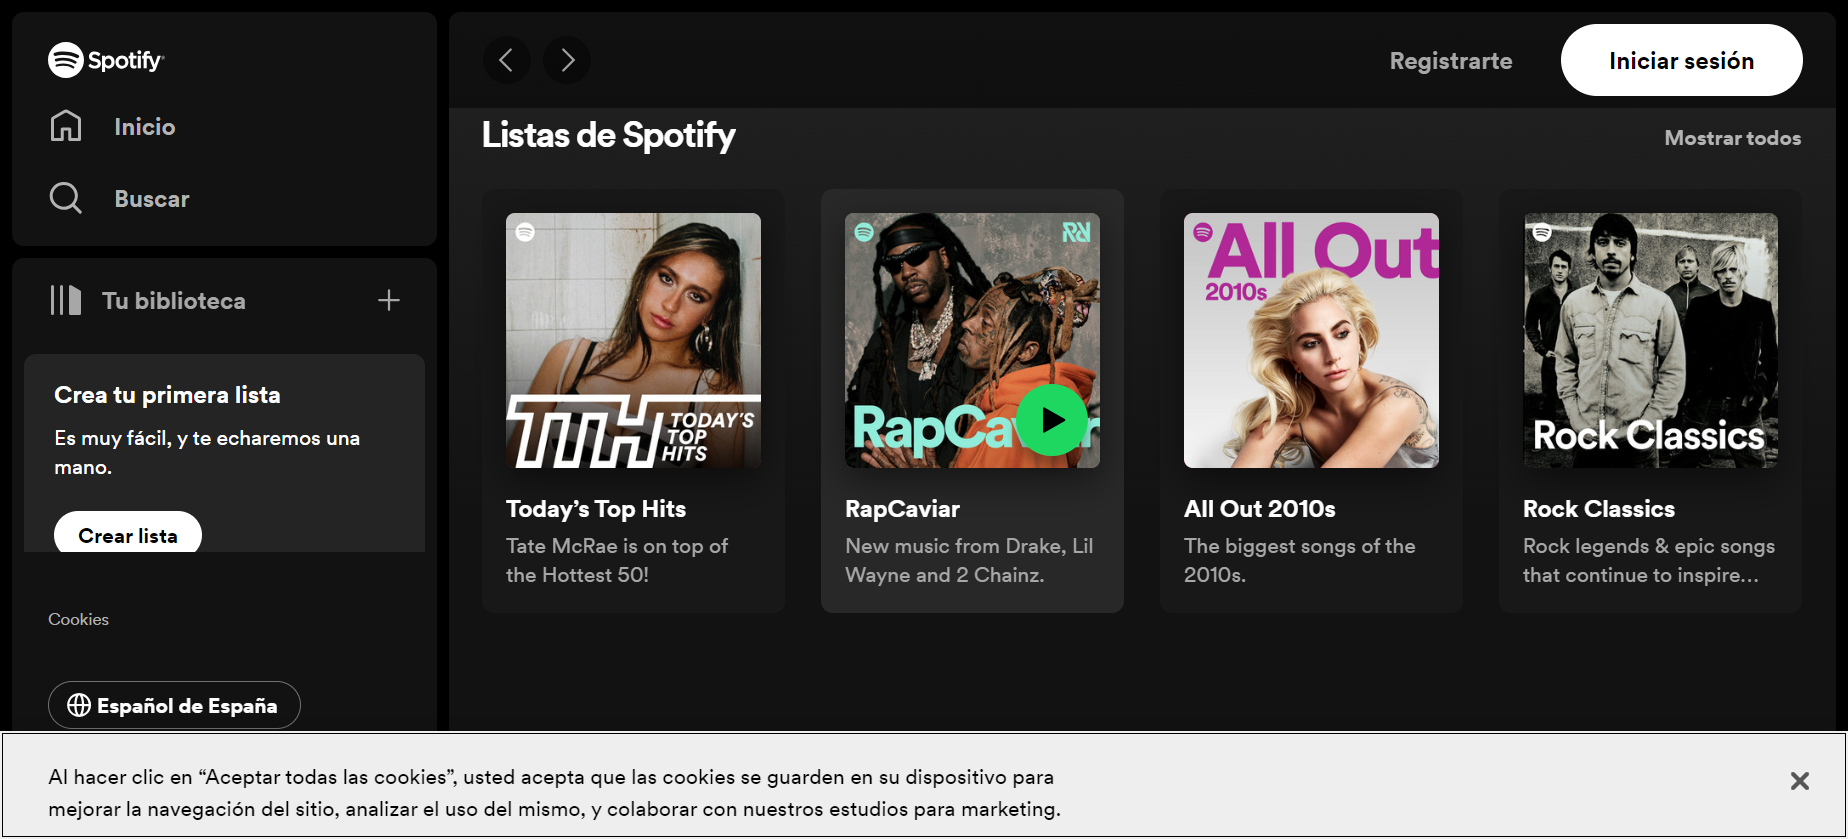 Spotify
Inicio
Buscar
Tu biblioteca
Crea tu primera lista
Es muy fácil, y te echaremos una
mano.
Crear lista
Cookies
Español de España
Registrarte
Iniciar sesión
Listas de Spotify
Mostrar todos
TTH TODAY'S
TOP
HITS
Today’s Top Hits
Tate McRae is on top of
the Hottest 50!
RapCaviar
RapCaviar
New music from Drake, Lil
Wayne and 2 Chainz.
All Out
2010s
All Out 2010s
The biggest songs of the
2010s.
Rock Classics
Rock Classics
Rock legends & epic songs
that continue to inspire…
Al hacer clic en “Aceptar todas las cookies”, usted acepta que las cookies se guarden en su dispositivo para
mejorar la navegación del sitio, analizar el uso del mismo, y colaborar con nuestros estudios para marketing.